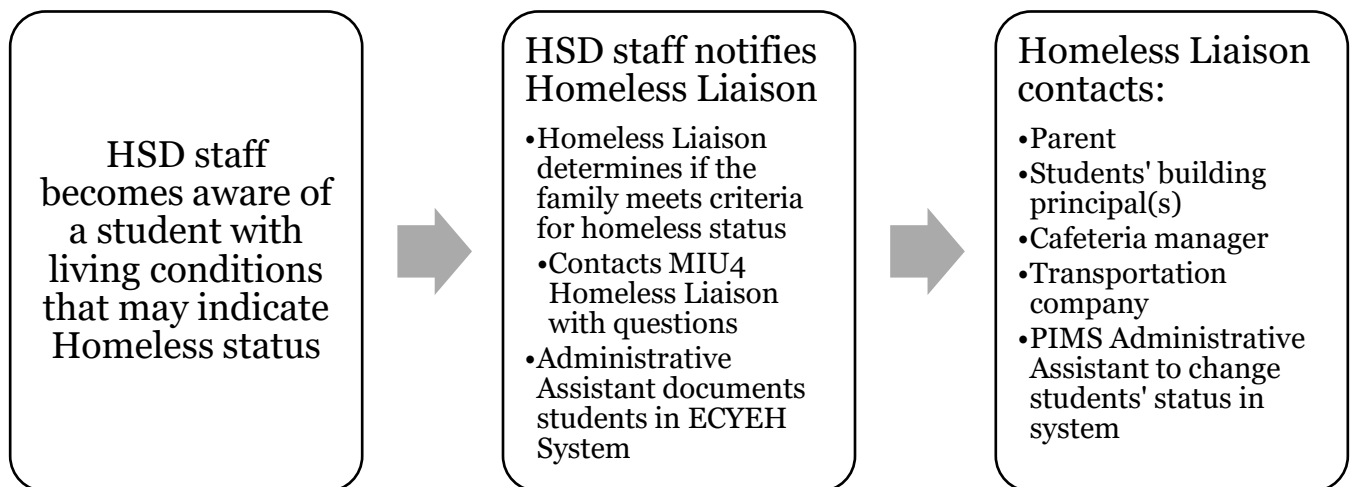 HSD staff
becomes aware of
a student with
living conditions
that may indicate
Homeless status
HSD staff notifies
Homeless Liaison
•Homeless Liaison
determines if the
family meets criteria
for homeless status
•Contacts MIU4
Homeless Liaison
with questions
•Administrative
Assistant documents
students in ECYEH
System
Homeless Liaison
contacts:
•Parent
•Students' building
principal(s)
•Cafeteria manager
•Transportation
company
•PIMS Administrative
Assistant to change
students' status in
system